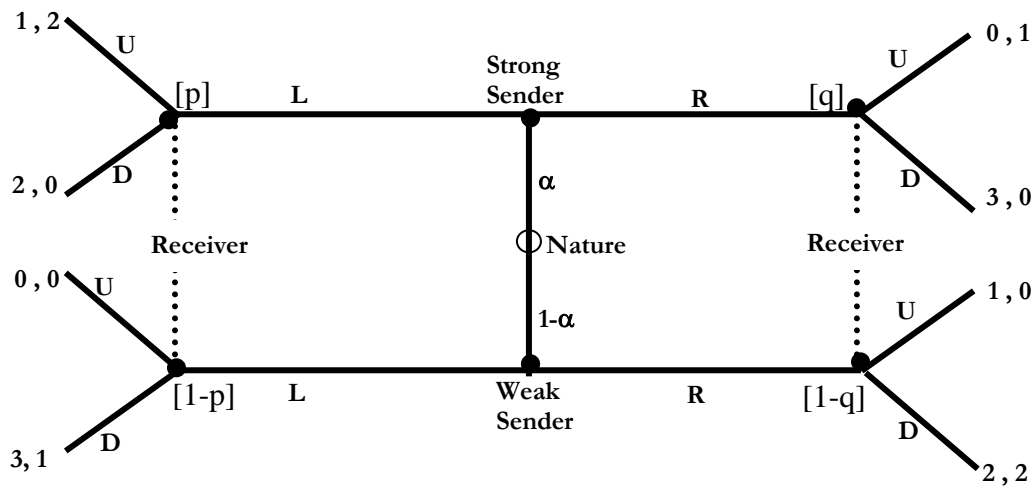 1 , 2
U
D
2 , 0
[p]
L
Strong
Sender
R
[q]
U
0 , 1
D
3 , 0
α
Receiver
Nature
Receiver
0 , 0
U
D
3 , 1
[1-p]
L
1-α
Weak
Sender
R
[1-q]
U
1 , 0
D
2 , 2